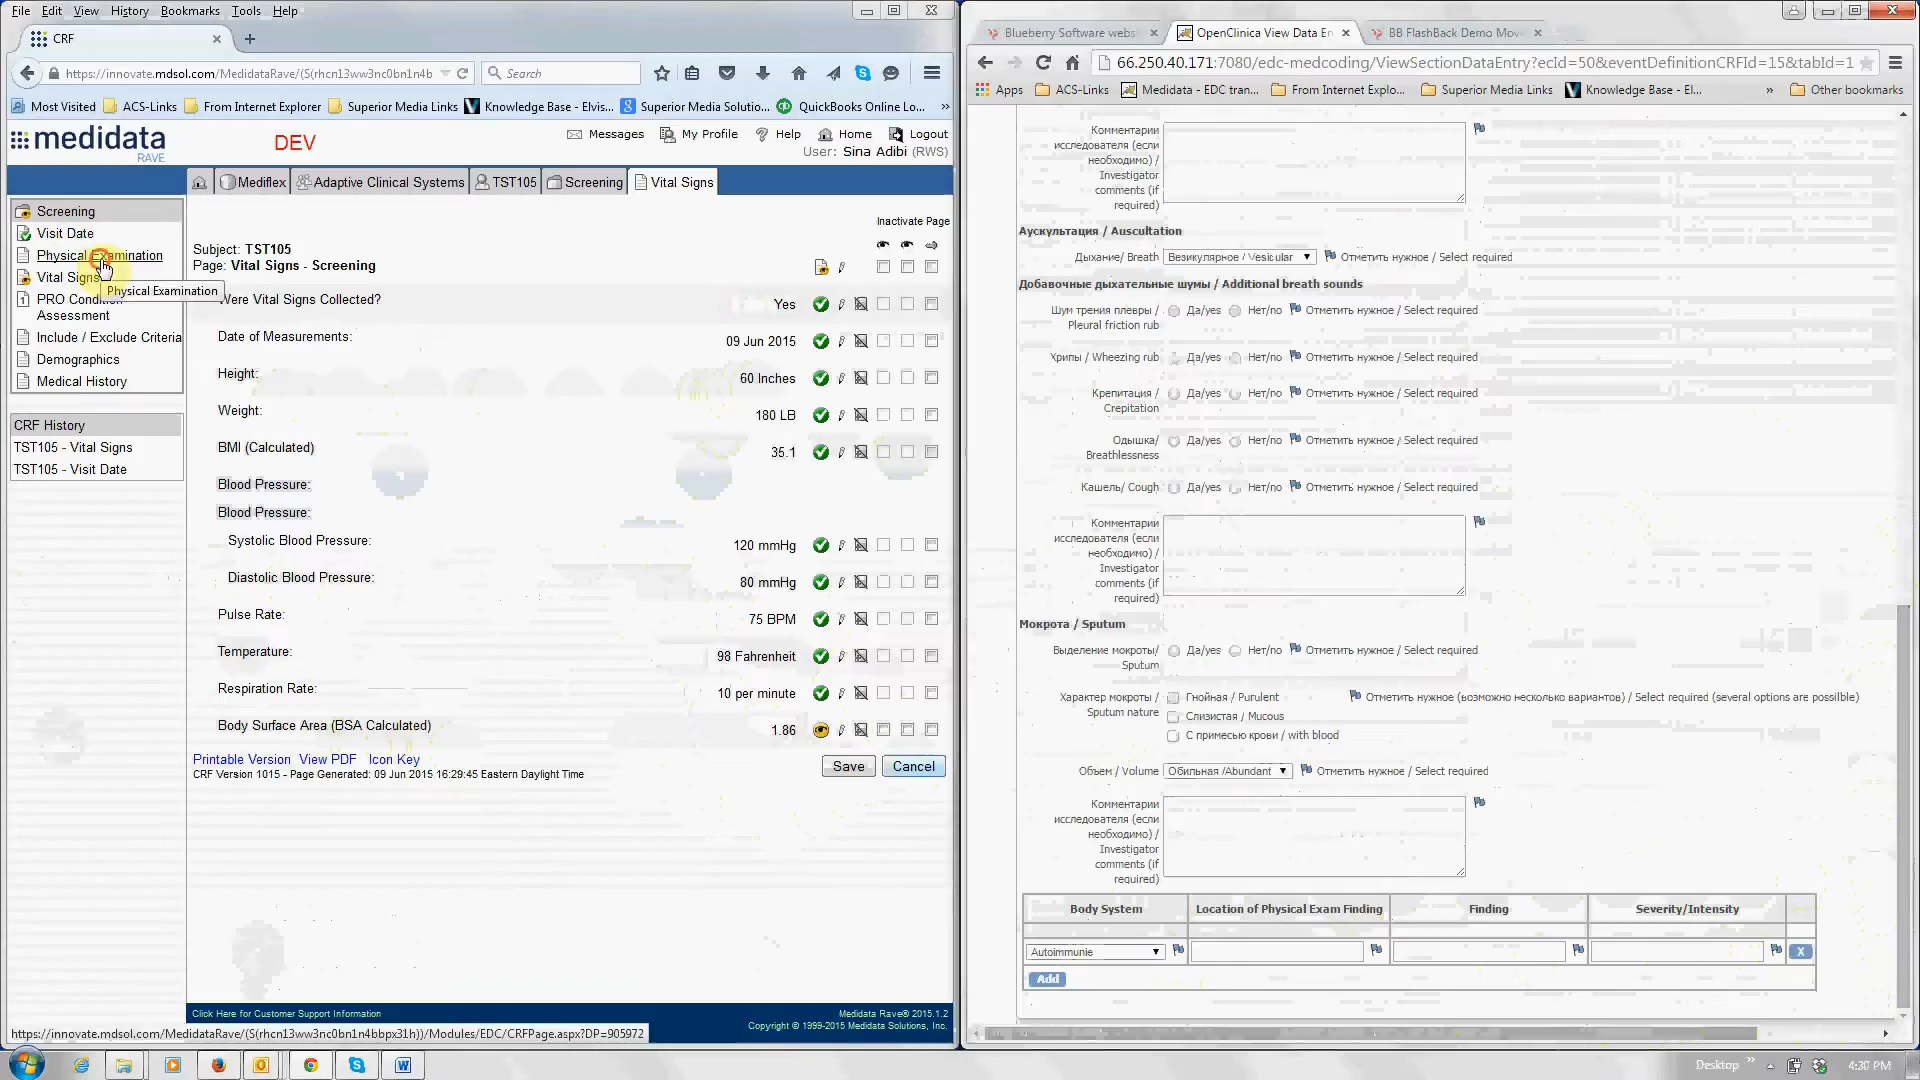 File Edit View History Bookmarks Tools Help
CRF
https://innovate.mdsol.com/MedidataRave/(S(rhcn13ww3nc0bn1n4b
Search
Most Visited ACS-Links From Internet Explorer Superior Media Links Knowledge Base - Elvis... Superior Media Solutio... QuickBooks Online Lo... »
medidata
RAVE
DEV
Messages My Profile Help Home Logout
User: Sina Adibi (RWS)
Mediflex Adaptive Clinical Systems TST105 Screening Vital Signs
Screening
Visit Date
Physical Examination
Vital Signs
Physical Examination
PRO Condit
Assessment
Include / Exclude Criteria
Demographics
Medical History
CRF History
TST105 - Vital Signs
TST105 - Visit Date
Inactivate Page
Subject: TST105
Page: Vital Signs - Screening
Were Vital Signs Collected? Yes
Date of Measurements: 09 Jun 2015
Height: 60 Inches
Weight: 180 LB
BMI (Calculated) 35.1
Blood Pressure:
Blood Pressure:
Systolic Blood Pressure: 120 mmHg
Diastolic Blood Pressure: 80 mmHg
Pulse Rate: 75 BPM
Temperature: 98 Fahrenheit
Respiration Rate: 10 per minute
Body Surface Area (BSA Calculated) 1.86
Printable Version View PDF Icon Key
CRF Version 1015 - Page Generated: 09 Jun 2015 16:29:45 Eastern Daylight Time
Save Cancel
Click Here for Customer Support Information
Medidata Rave® 2015.1.2
Copyright © 1999-2015 Medidata Solutions, Inc.
https://innovate.mdsol.com/MedidataRave/(S(rhcn13ww3nc0bn1n4bbpx31h))/Modules/EDC/CRFPage.aspx?DP=905972
Blueberry Software webs OpenClinica View Data En BB FlashBack Demo Mov
66.250.40.171:7080/edc-medcoding/ViewSectionDataEntry?ecId=50&eventDefinitionCRFId=15&tabId=1
Apps ACS-Links Medidata - EDC tran... From Internet Explo... Superior Media Links Knowledge Base - El... » Other bookmarks
Комментарии
исследователя (если
необходимо) /
Investigator
comments (if
required)
Аускультация / Auscultation
Дыхание/ Breath Везикулярное / Vesicular Отметить нужное / Select required
Добавочные дыхательные шумы / Additional breath sounds
Шум трения плевры / Да/yes Нет/no Отметить нужное / Select required
Pleural friction rub
Хрипы / Wheezing rub Да/yes Нет/no Отметить нужное / Select required
Крепитация / Да/yes Нет/no Отметить нужное / Select required
Crepitation
Одышка/ Да/yes Нет/no Отметить нужное / Select required
Breathlessness
Кашель/ Cough Да/yes Нет/no Отметить нужное / Select required
Комментарии
исследователя (если
необходимо) /
Investigator
comments (if
required)
Мокрота / Sputum
Выделение мокроты/ Да/yes Нет/no Отметить нужное / Select required
Sputum
Характер мокроты / Гнойная / Purulent Отметить нужное (возможно несколько вариантов) / Select required (several options are possible)
Sputum nature Слизистая / Mucous
С примесью крови / with blood
Объем / Volume Обильная /Abundant Отметить нужное / Select required
Комментарии
исследователя (если
необходимо) /
Investigator
comments (if
required)
Body System Location of Physical Exam Finding Finding Severity/Intensity
Autoimmunie X
Add
Desktop » 4:30 PM